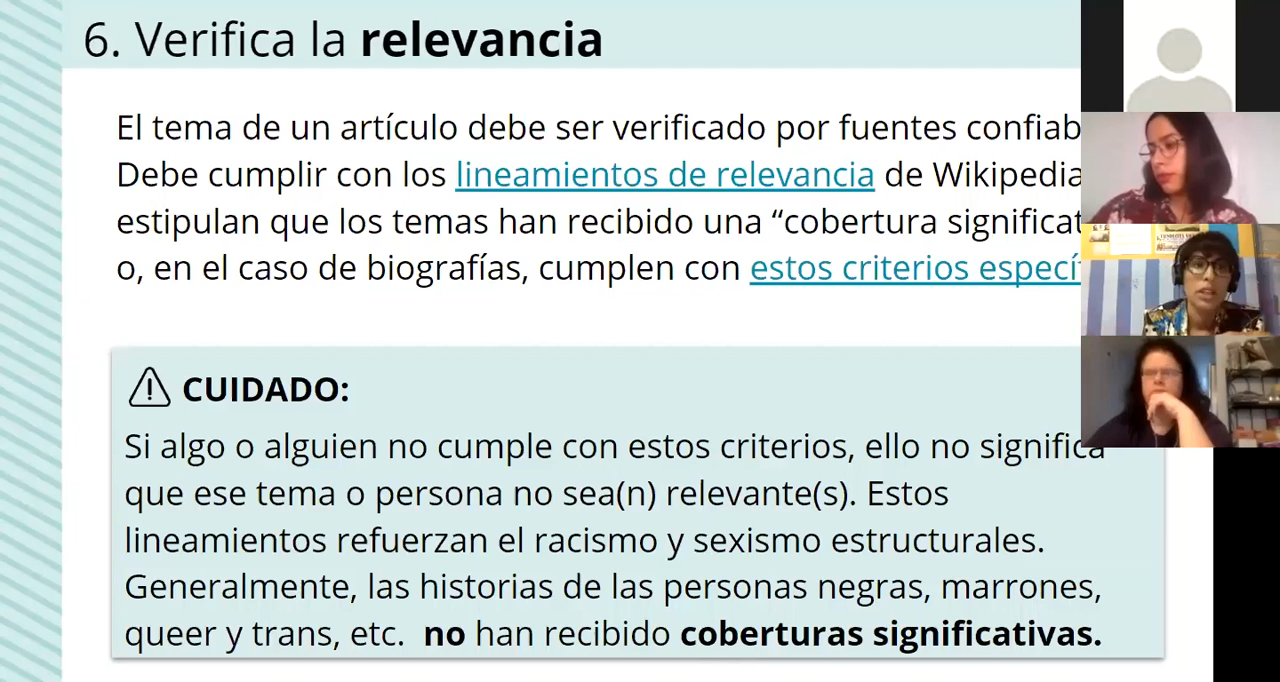 6. Verifica la relevancia
El tema de un artículo debe ser verificado por fuentes
Debe cumplir con los lineamientos de relevancia de Wikipedia
estipulan que los temas han recibido una “cobertura
o, en el caso de biografías, cumplen con estos criterios
CUIDADO:
Si algo o alguien no cumple con estos criterios, ello no significa
que ese tema o persona no sea(n) relevante(s). Estos
lineamientos refuerzan el racismo y sexismo estructurales.
Generalmente, las historias de las personas negras, marrones,
queer y trans, etc. no han recibido coberturas significativas.